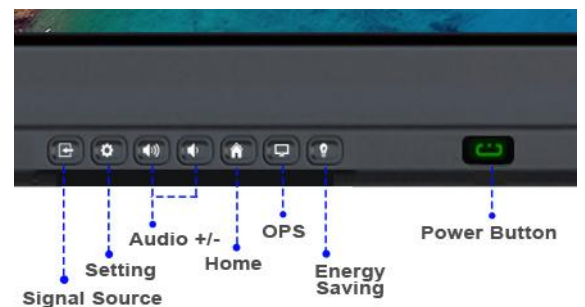 Audio +/-
OPS
Power Button
Setting
Home
Energy
Saving
Signal Source